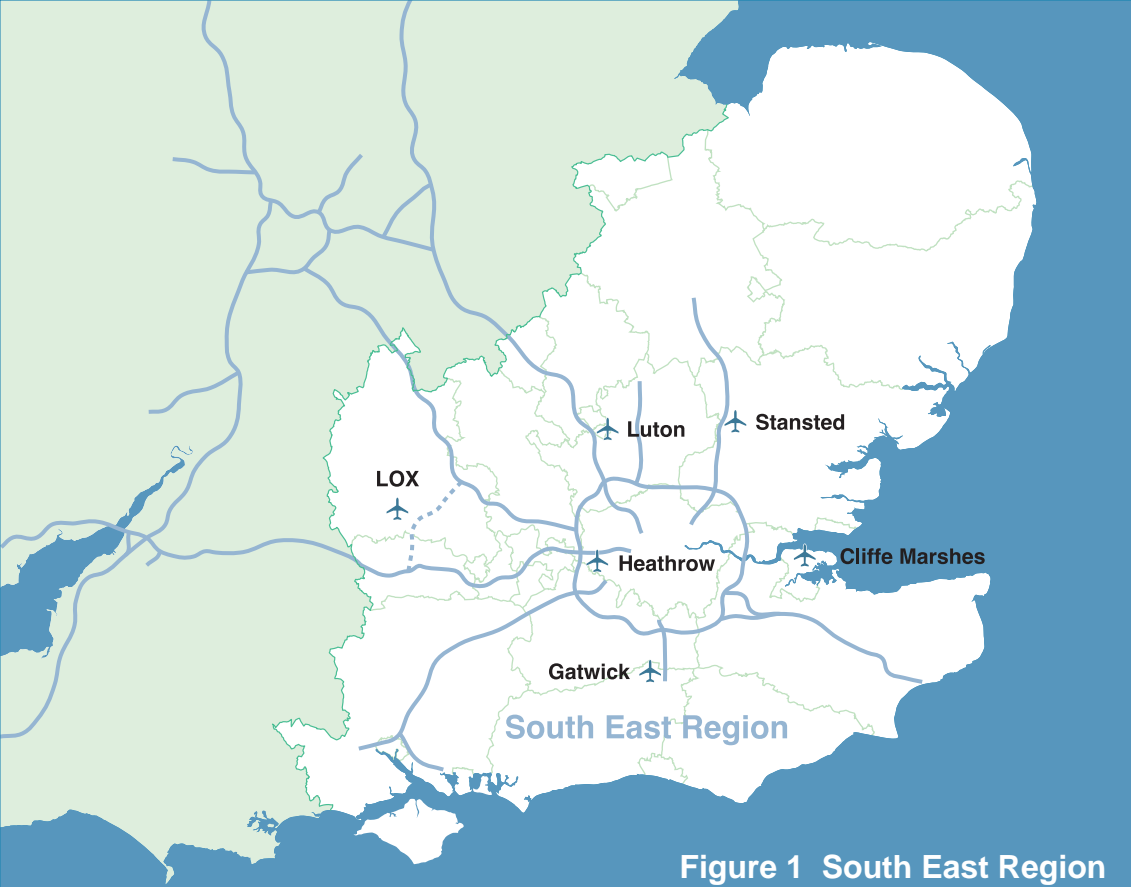 Luton
Stansted
LOX
Cliffe Marshes
Heathrow
Gatwick
South East Region
Figure 1 South East Region